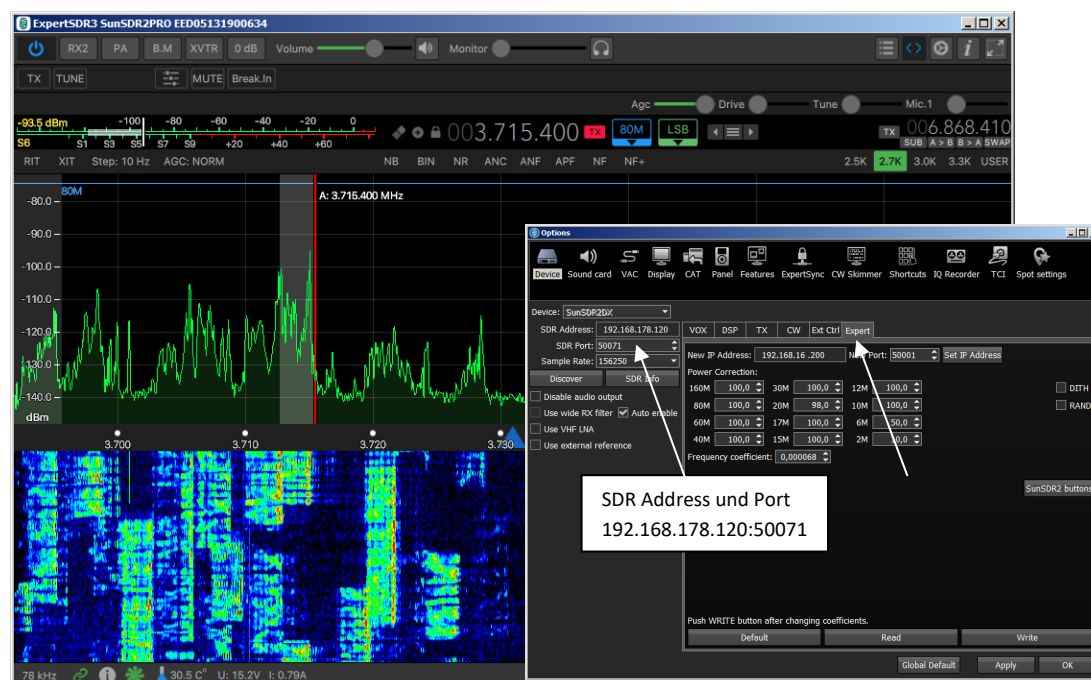 ExpertSDR3 SunSDR2PRO EED05131900634
RX2 PA B.M XVTR 0 dB Volume Monitor
TX TUNE MUTE Break.In
Agc Drive Tune Mic.1
-93.5 dBm -100 -80 -60 -40 -20 0
S6 S1 S3 S5 S7 S9 +20 +40 +60
003.715.400 TX 80M LSB TX 006.868.410
SUB A > B B > A SWAP
RIT XIT Step: 10 Hz AGC: NORM NB BIN NR ANC ANF APF NF NF+ 2.5K 2.7K 3.0K 3.3K USER
80M
A: 3.715.400 MHz
-80.0
-90.0
-100.0
-110.0
-120.0
-130.0
-140.0
dBm
3.700 3.710 3.720 3.730
78 kHz 30.5 C° U: 15.2V I: 0.79A
Options
Device Sound card VAC Display CAT Panel Features ExpertSync CW Skimmer Shortcuts IQ Recorder TCI Spot settings
Device: SunSDR2DX
SDR Address: 192.168.178.120
SDR Port: 50071
Sample Rate: 156250
Discover SDR Info
Disable audio output
Use wide RX filter Auto enable
Use VHF LNA
Use external reference
VOX DSP TX CW Ext Ctrl Expert
New IP Address: 192.168.16.200 New Port: 50001 Set IP Address
Power Correction:
160M 100,0 30M 100,0 12M 100,0 DITH
80M 100,0 20M 98,0 10M 100,0 RAND
60M 100,0 17M 100,0 6M 50,0
40M 100,0 15M 100,0 2M
Frequency coefficient: 0,000068
SunSDR2 buttons
SDR Address und Port
192.168.178.120:50071
Push WRITE button after changing coefficients.
Default Read Write
Global Default Apply OK